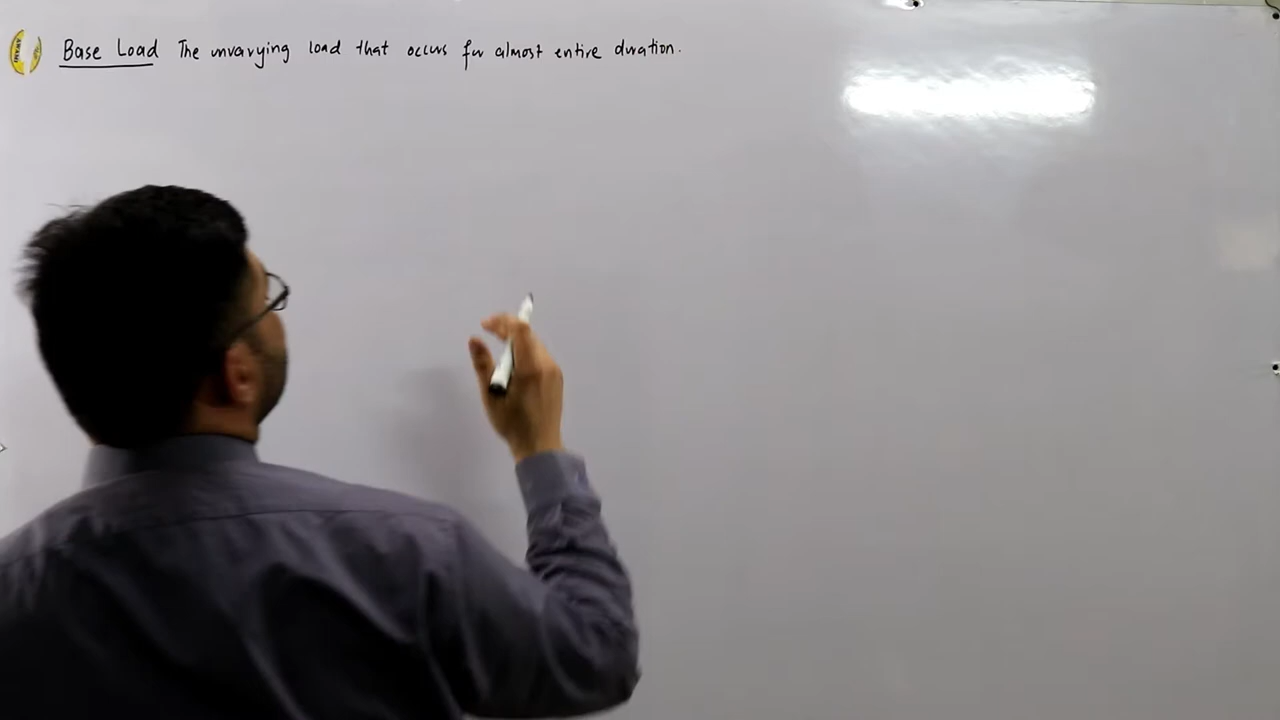 Base Load The unvarying load that occurs for almost entire duration.